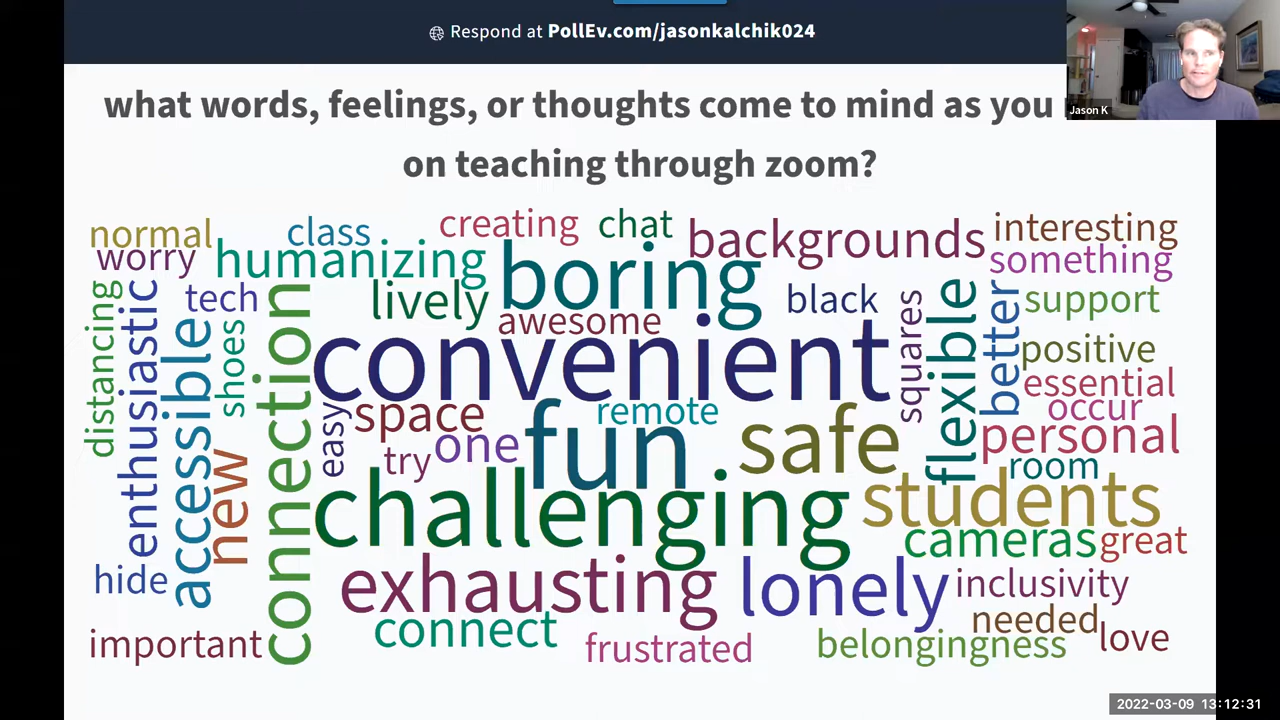 Respond at PollEv.com/jasonkalchik024
what words, feelings, or thoughts come to mind as you
on teaching through zoom?
Jason K
normal
class
creating
chat
backgrounds
interesting
worry
humanizing
boring
something
distancing
enthusiastic
tech
lively
black
support
accessible
shoes
connection
awesome
convenient
squares
flexible
better
positive
essential
easy
space
remote
occur
new
try
one
fun
safe
personal
room
challenging
students
cameras
great
hide
exhausting
lonely
inclusivity
connect
needed
important
frustrated
belongingness
love
2022-03-09 13:12:31